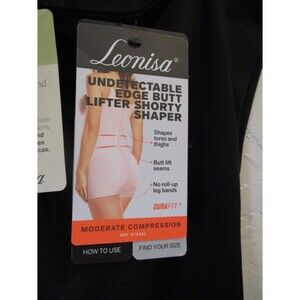 Leonisa®
UNDETECTABLE
EDGE BUTT
LIFTER SHORTY
SHAPER
Shapes
torso and
thighs
Butt lift
seams
No roll-up
leg bands
DURAFIT™
MODERATE COMPRESSION
HOW TO USE
FIND YOUR SIZE